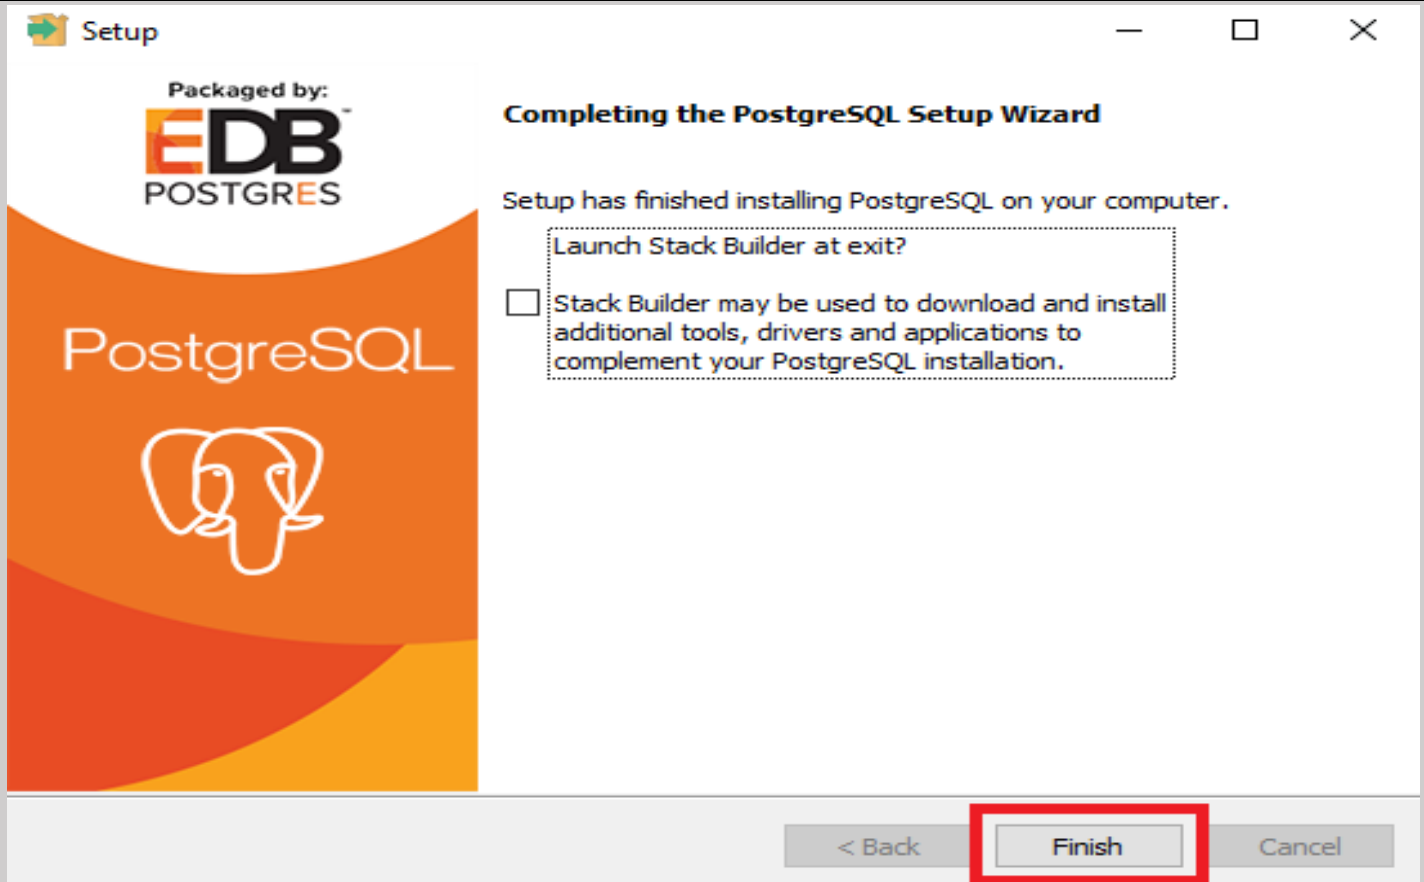 Setup
Packaged by:
EDB™
POSTGRES
PostgreSQL
Completing the PostgreSQL Setup Wizard
Setup has finished installing PostgreSQL on your computer.
Launch Stack Builder at exit?
Stack Builder may be used to download and install
additional tools, drivers and applications to
complement your PostgreSQL installation.
< Back
Finish
Cancel